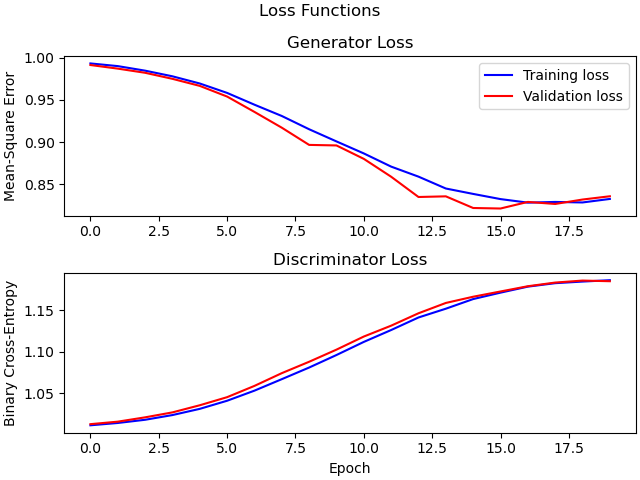 Loss Functions
Generator Loss
Mean-Square Error
1.00
0.95
0.90
0.85
Training loss
Validation loss
0.0 2.5 5.0 7.5 10.0 12.5 15.0 17.5
Discriminator Loss
Binary Cross-Entropy
1.15
1.10
1.05
0.0 2.5 5.0 7.5 10.0 12.5 15.0 17.5
Epoch